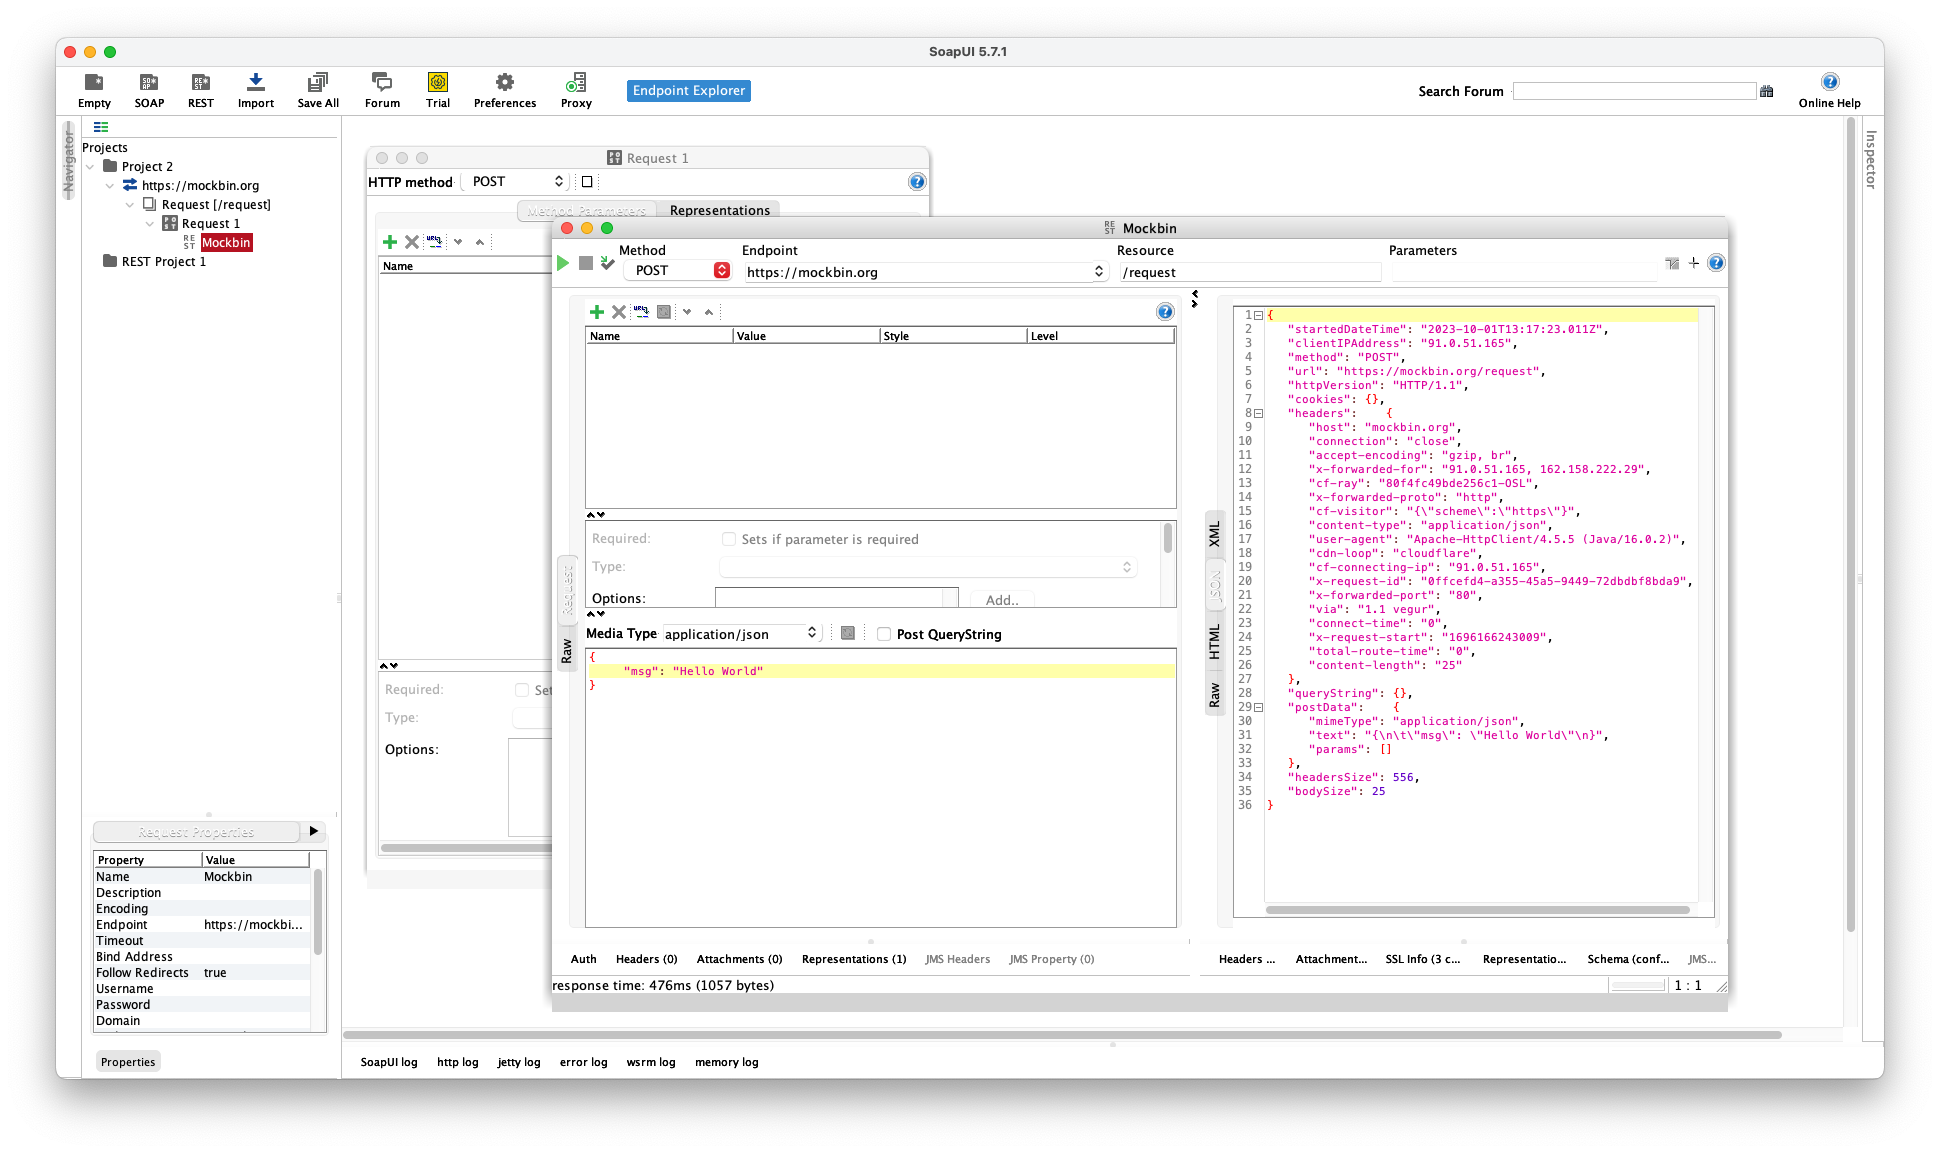 SoapUI 5.7.1
Empty SOAP REST Import Save All Forum Trial Preferences Proxy Endpoint Explorer Search Forum Online Help
Navigator
Inspector
Projects
Project 2
https://mockbin.org
Request [/request]
Request 1
Mockbin
REST Project 1
Request Properties
Property Value
Name Mockbin
Description
Encoding
Endpoint https://mockbi...
Timeout
Bind Address
Follow Redirects true
Username
Password
Domain
Properties
Request 1
HTTP method POST
Method Parameters Representations
Name
Required: Set
Type:
Options:
Mockbin
Method Endpoint Resource Parameters
POST https://mockbin.org /request
Name Value Style Level
Required: Sets if parameter is required
Type:
Options: Add..
Request
Raw
Media Type application/json Post QueryString
{
"msg": "Hello World"
}
XML
JSON
HTML
Raw
1 {
2 "startedDateTime": "2023-10-01T13:17:23.011Z",
3 "clientIPAddress": "91.0.51.165",
4 "method": "POST",
5 "url": "https://mockbin.org/request",
6 "httpVersion": "HTTP/1.1",
7 "cookies": {},
8 "headers": {
9 "host": "mockbin.org",
10 "connection": "close",
11 "accept-encoding": "gzip, br",
12 "x-forwarded-for": "91.0.51.165, 162.158.222.29",
13 "cf-ray": "80f4fc49bde256c1-OSL",
14 "x-forwarded-proto": "http",
15 "cf-visitor": "{\"scheme\":\"https\"}",
16 "content-type": "application/json",
17 "user-agent": "Apache-HttpClient/4.5.5 (Java/16.0.2)",
18 "cdn-loop": "cloudflare",
19 "cf-connecting-ip": "91.0.51.165",
20 "x-request-id": "0ffcefd4-a355-45a5-9449-72dbdbf8bda9",
21 "x-forwarded-port": "80",
22 "via": "1.1 vegur",
23 "connect-time": "0",
24 "x-request-start": "1696166243009",
25 "total-route-time": "0",
26 "content-length": "25"
27 },
28 "queryString": {},
29 "postData": {
30 "mimeType": "application/json",
31 "text": "{\n\t\"msg\": \"Hello World\"\n}",
32 "params": []
33 },
34 "headersSize": 556,
35 "bodySize": 25
36 }
Auth Headers (0) Attachments (0) Representations (1) JMS Headers JMS Property (0)
Headers ... Attachment... SSL Info (3 c... Representatio... Schema (conf... JMS...
response time: 476ms (1057 bytes) 1 : 1
SoapUI log http log jetty log error log wsrm log memory log